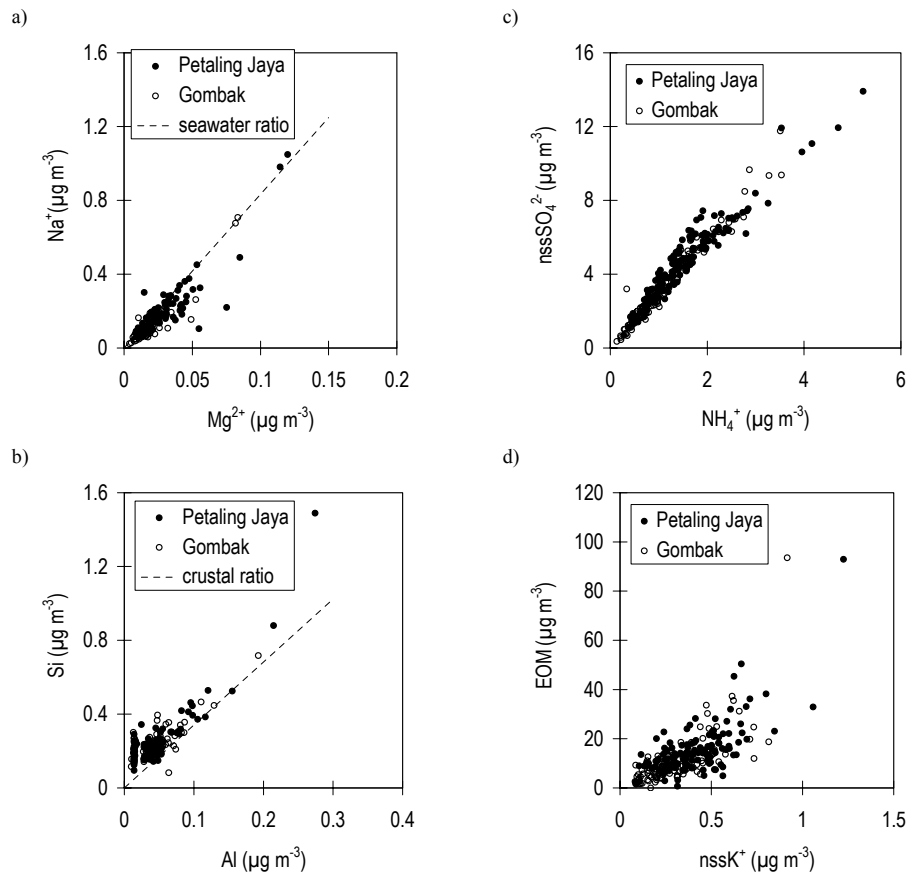 a)
1.6
1.2
0.8
0.4
0
Na⁺(µg m⁻³)
Petaling Jaya
Gombak
seawater ratio
0 0.05 0.1 0.15 0.2
Mg²⁺ (µg m⁻³)
c)
16
12
8
4
0
nssSO₄²⁻ (µg m⁻³)
Petaling Jaya
Gombak
0 2 4 6
NH₄⁺ (µg m⁻³)
b)
1.6
1.2
0.8
0.4
0
Si (µg m⁻³)
Petaling Jaya
Gombak
crustal ratio
0 0.1 0.2 0.3 0.4
Al (µg m⁻³)
d)
120
100
80
60
40
20
0
EOM (µg m⁻³)
Petaling Jaya
Gombak
0 0.5 1 1.5
nssK⁺ (µg m⁻³)